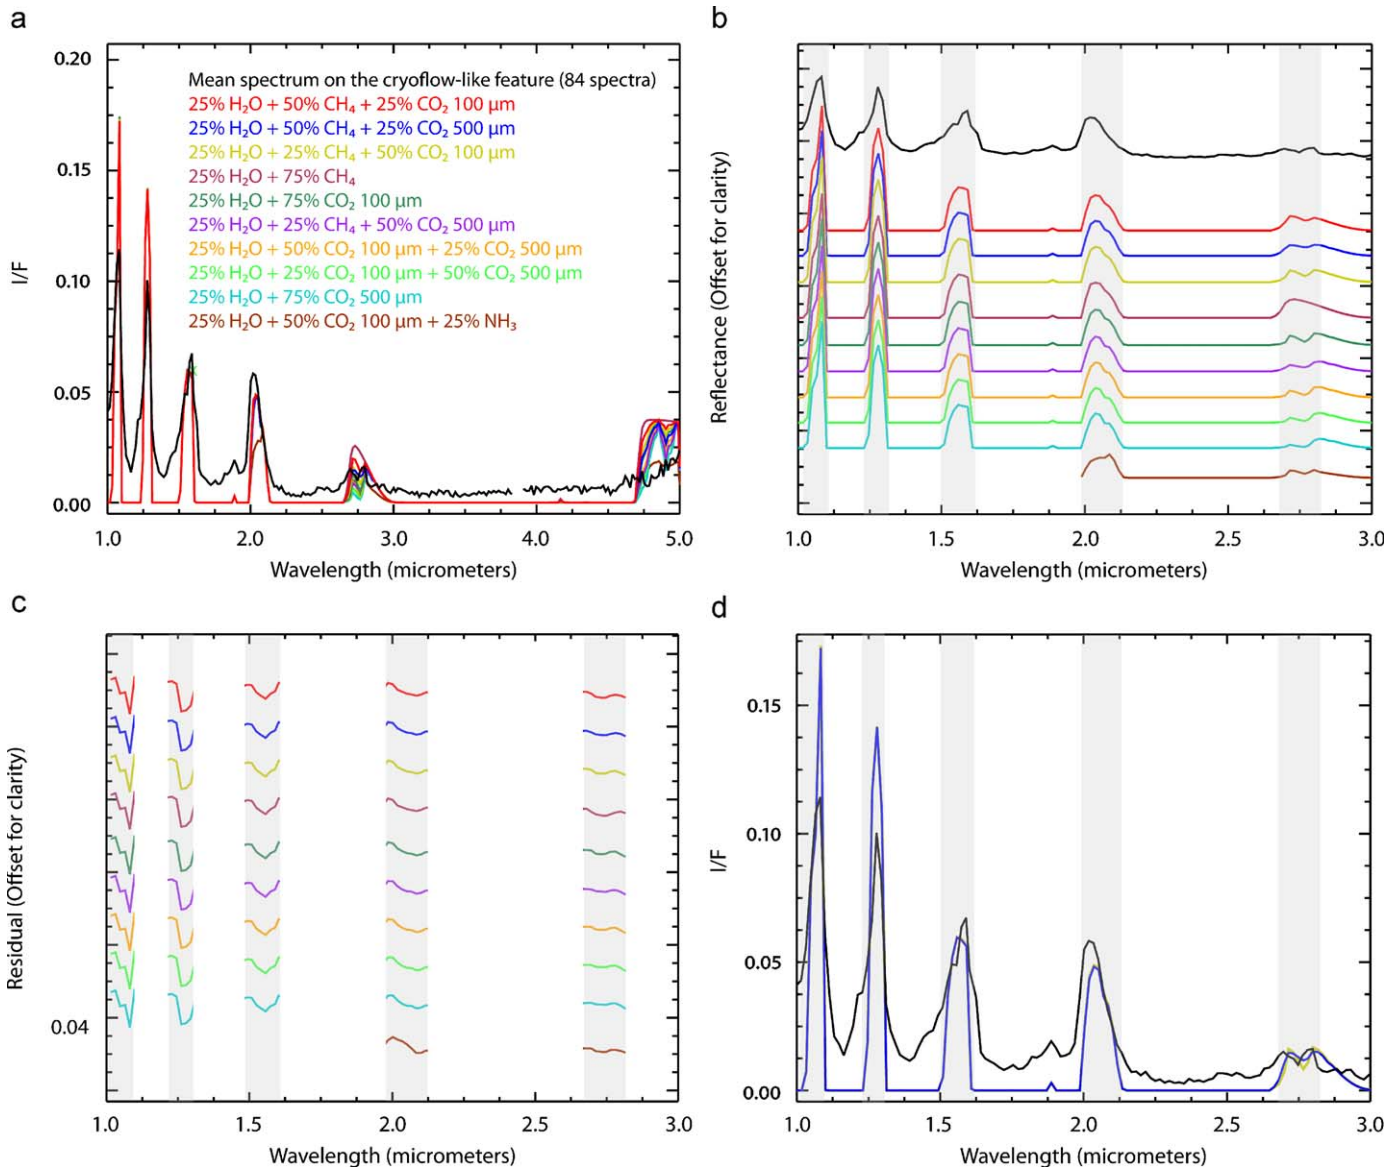 a
0.20
0.15
0.10
0.05
0.00
I/F
Mean spectrum on the cryoflow-like feature (84 spectra)
25% H₂O + 50% CH₄ + 25% CO₂ 100 µm
25% H₂O + 50% CH₄ + 25% CO₂ 500 µm
25% H₂O + 25% CH₄ + 50% CO₂ 100 µm
25% H₂O + 75% CH₄
25% H₂O + 75% CO₂ 100 µm
25% H₂O + 25% CH₄ + 50% CO₂ 500 µm
25% H₂O + 50% CO₂ 100 µm + 25% CO₂ 500 µm
25% H₂O + 25% CO₂ 100 µm + 50% CO₂ 500 µm
25% H₂O + 75% CO₂ 500 µm
25% H₂O + 50% CO₂ 100 µm + 25% NH₃
1.0 2.0 3.0 4.0 5.0
Wavelength (micrometers)
b
Reflectance (Offset for clarity)
1.0 1.5 2.0 2.5 3.0
Wavelength (micrometers)
c
Residual (Offset for clarity)
0.04
1.0 1.5 2.0 2.5 3.0
Wavelength (micrometers)
d
0.15
0.10
0.05
0.00
I/F
1.0 1.5 2.0 2.5 3.0
Wavelength (micrometers)